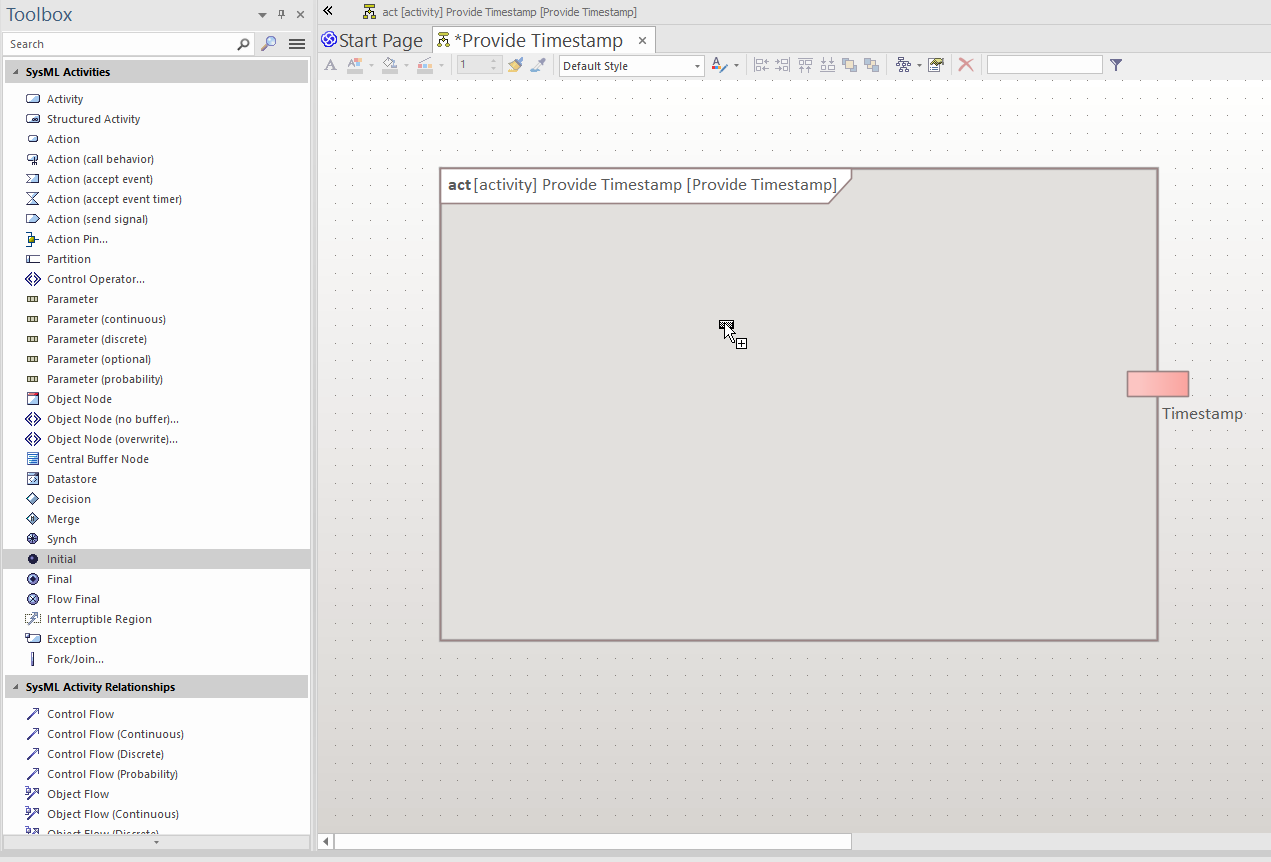 Toolbox
act [activity] Provide Timestamp [Provide Timestamp]
Start Page
*Provide Timestamp
Search
1
Default Style
SysML Activities
Activity
Structured Activity
Action
Action (call behavior)
Action (accept event)
Action (accept event timer)
Action (send signal)
Action Pin...
Partition
Control Operator...
Parameter
Parameter (continuous)
Parameter (discrete)
Parameter (optional)
Parameter (probability)
Object Node
Object Node (no buffer)...
Object Node (overwrite)...
Central Buffer Node
Datastore
Decision
Merge
Synch
Initial
Final
Flow Final
Interruptible Region
Exception
Fork/Join...
SysML Activity Relationships
Control Flow
Control Flow (Continuous)
Control Flow (Discrete)
Control Flow (Probability)
Object Flow
Object Flow (Continuous)
Object Flow (Discrete)
act [activity] Provide Timestamp [Provide Timestamp]
Timestamp